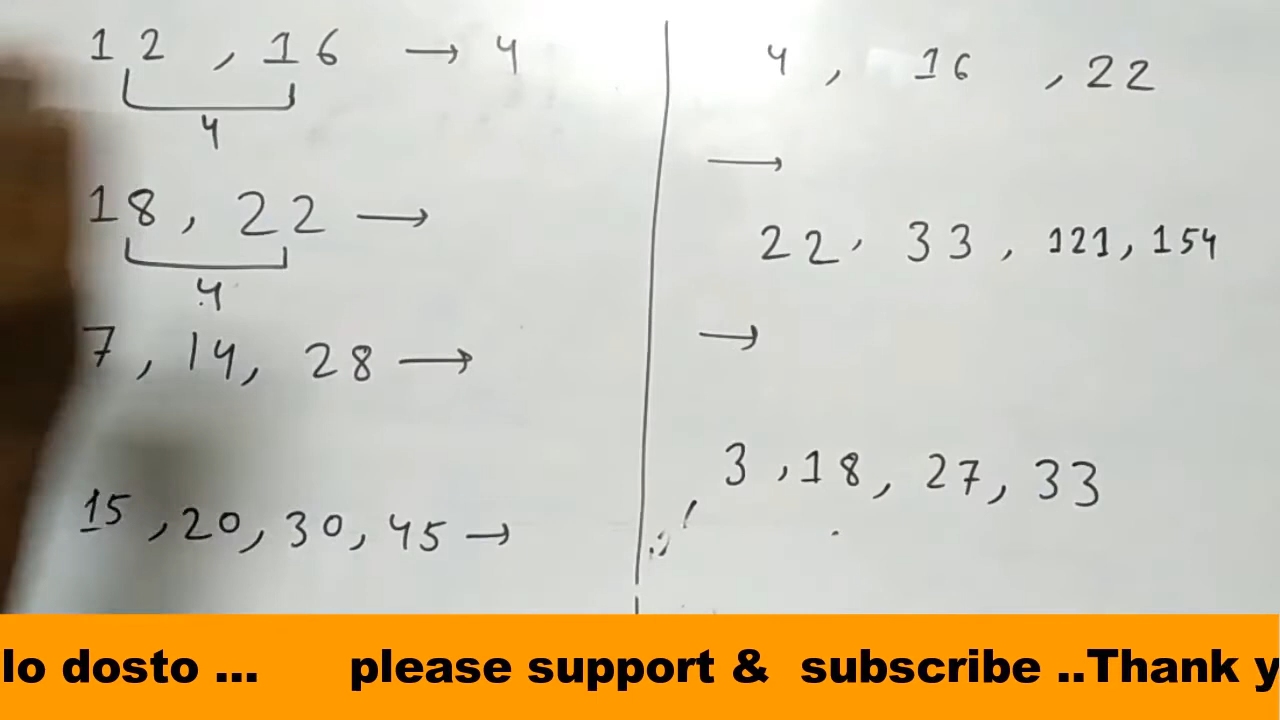 12 , 16 → 4
4
18 , 22 →
4
7 , 14, 28 →
15 , 20, 30, 45 →
4 , 16 , 22
→
22 , 33 , 121, 154
→
3 , 18, 27, 33
lo dosto ... please support & subscribe ..Thank y